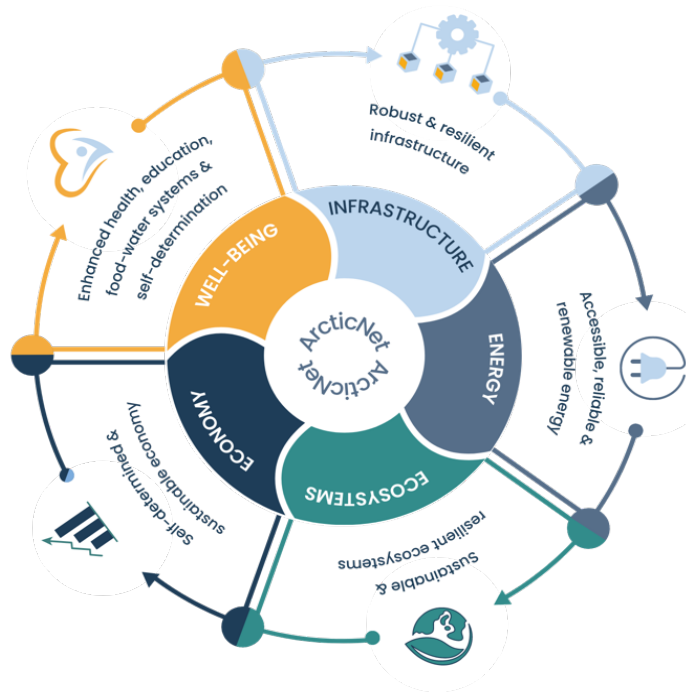 INFRASTRUCTURE
Robust & resilient
infrastructure
ENERGY
Accessible, reliable &
renewable energy
ECOSYSTEMS
Sustainable &
resilient ecosystems
ECONOMY
Self-determined &
sustainable economy
WELL-BEING
Enhanced health, education,
food-water systems &
self-determination
ArcticNet
ArcticNet
ArcticNet